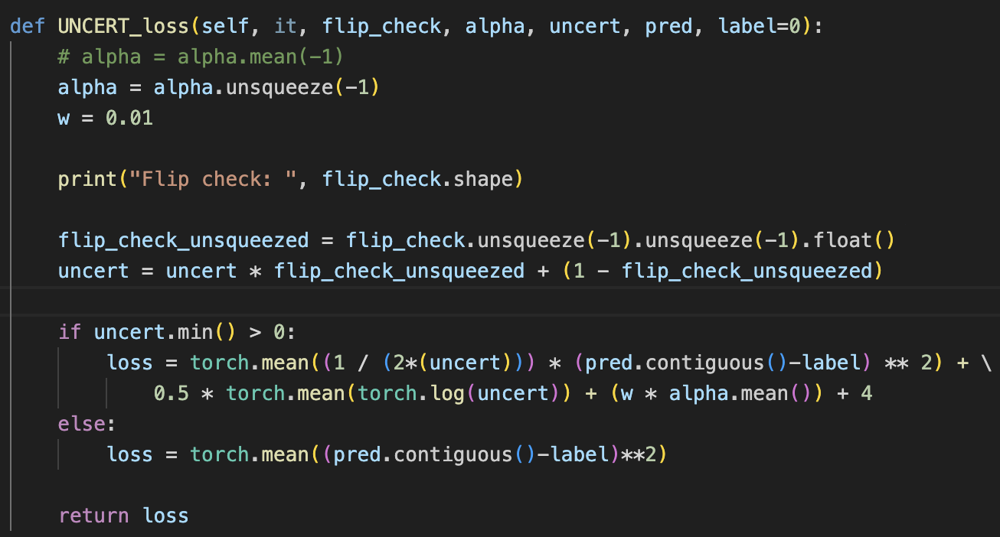 def UNCERT_loss(self, it, flip_check, alpha, uncert, pred, label=0):
# alpha = alpha.mean(-1)
alpha = alpha.unsqueeze(-1)
w = 0.01
print("Flip check: ", flip_check.shape)
flip_check_unsqueezed = flip_check.unsqueeze(-1).unsqueeze(-1).float()
uncert = uncert * flip_check_unsqueezed + (1 - flip_check_unsqueezed)
if uncert.min() > 0:
loss = torch.mean((1 / (2*(uncert))) * (pred.contiguous()-label) ** 2) + \
0.5 * torch.mean(torch.log(uncert)) + (w * alpha.mean()) + 4
else:
loss = torch.mean((pred.contiguous()-label)**2)
return loss